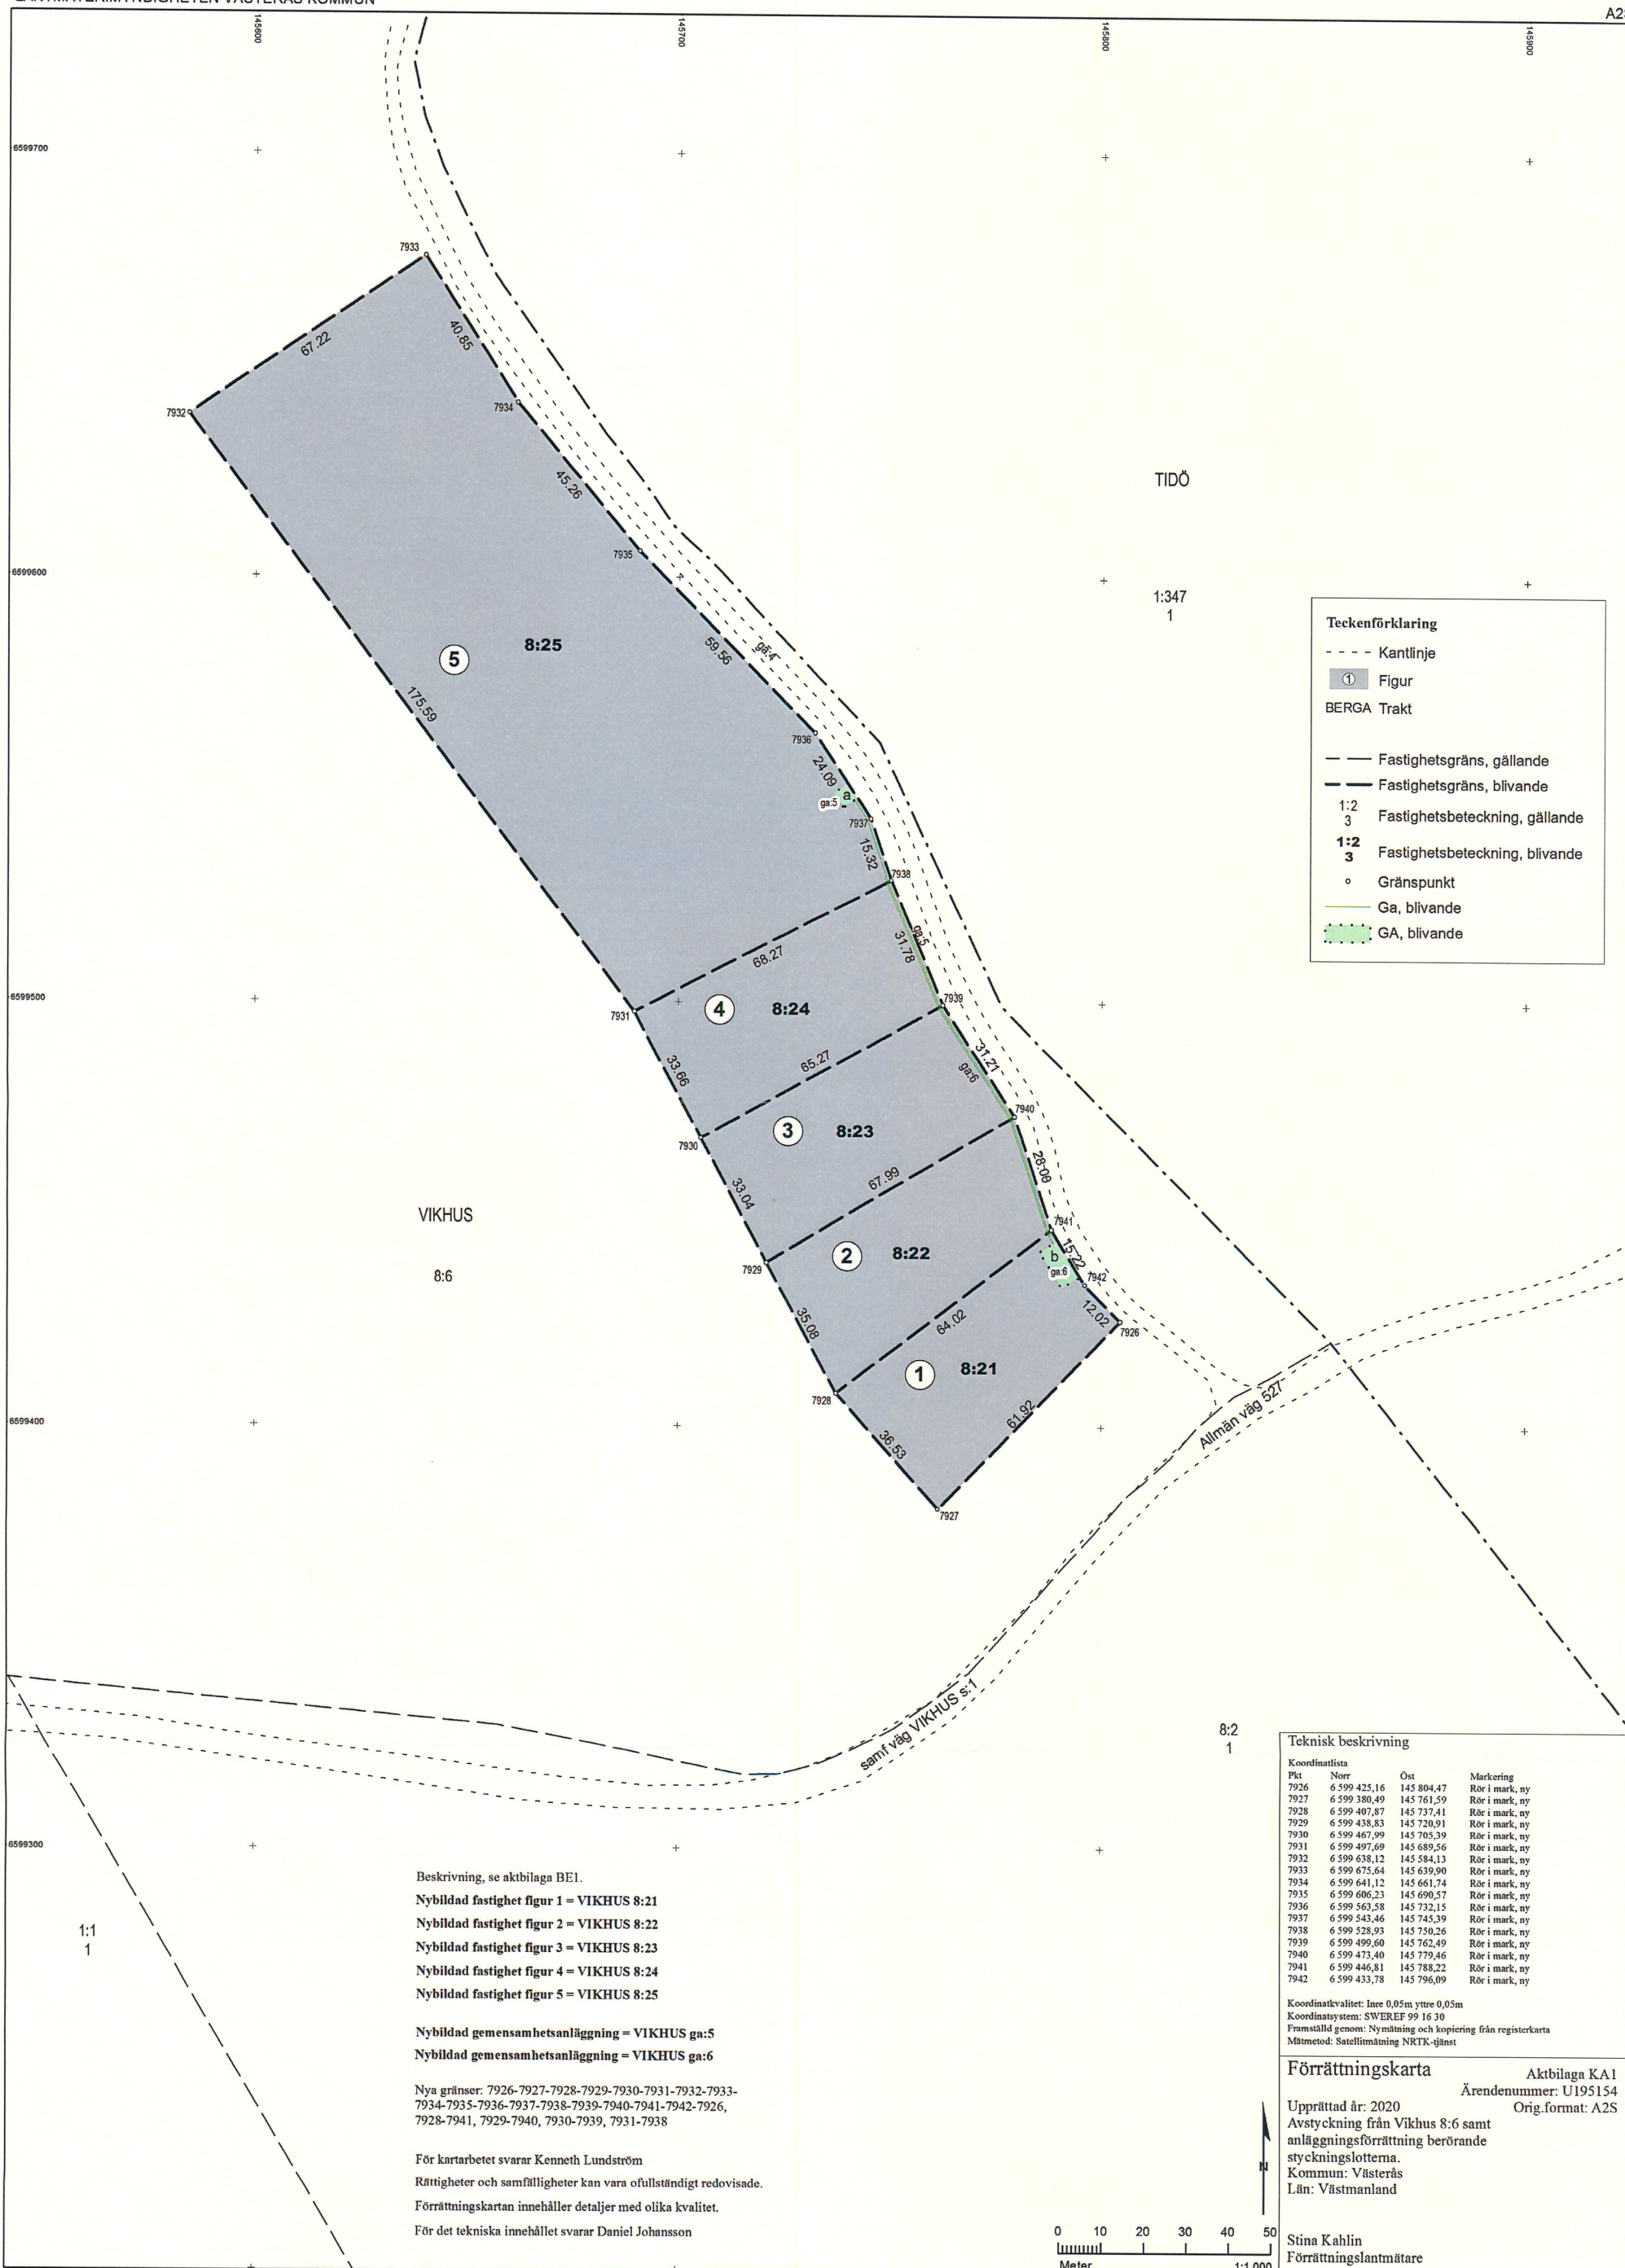 145600
145700
145800
145900
6599700
7933
67.22
40.85
7932
7934
45.26
TIDÖ
7935
6599600
1:347
1
ga:4
59.56
5
8:25
175.59
7936
24.09
a
ga:5
7937
15.32
7938
ga:5
31.78
68.27
6599500
7931
4
8:24
7939
33.66
65.27
31.21
ga:6
7940
7930
3
8:23
28.00
33.04
67.99
VIKHUS
8:6
7941
7929
2
8:22
b
15.22
ga:6
7942
35.08
64.02
12.02
7926
1
8:21
7928
Allmän väg 527
61.92
6599400
36.53
7927
samf väg VIKHUS s:1
8:2
1
6599300
1:1
1
Teckenförklaring
Kantlinje
1 Figur
BERGA Trakt
Fastighetsgräns, gällande
Fastighetsgräns, blivande
1:2
3 Fastighetsbeteckning, gällande
1:2
3 Fastighetsbeteckning, blivande
Gränspunkt
Ga, blivande
GA, blivande
Beskrivning, se aktbilaga BE1.
Nybildad fastighet figur 1 = VIKHUS 8:21
Nybildad fastighet figur 2 = VIKHUS 8:22
Nybildad fastighet figur 3 = VIKHUS 8:23
Nybildad fastighet figur 4 = VIKHUS 8:24
Nybildad fastighet figur 5 = VIKHUS 8:25
Nybildad gemensamhetsanläggning = VIKHUS ga:5
Nybildad gemensamhetsanläggning = VIKHUS ga:6
Nya gränser: 7926-7927-7928-7929-7930-7931-7932-7933-
7934-7935-7936-7937-7938-7939-7940-7941-7942-7926,
7928-7941, 7929-7940, 7930-7939, 7931-7938
För kartarbetet svarar Kenneth Lundström
Rättigheter och samfälligheter kan vara ofullständigt redovisade.
Förrättningskartan innehåller detaljer med olika kvalitet.
För det tekniska innehållet svarar Daniel Johansson
N
0 10 20 30 40 50
Meter 1:1 000
Teknisk beskrivning
Koordinatlista
Pkt Norr Öst Markering
7926 6 599 425,16 145 804,47 Rör i mark, ny
7927 6 599 380,49 145 761,59 Rör i mark, ny
7928 6 599 407,87 145 737,41 Rör i mark, ny
7929 6 599 438,83 145 720,91 Rör i mark, ny
7930 6 599 467,99 145 705,39 Rör i mark, ny
7931 6 599 497,69 145 689,56 Rör i mark, ny
7932 6 599 638,12 145 584,13 Rör i mark, ny
7933 6 599 675,64 145 639,90 Rör i mark, ny
7934 6 599 641,12 145 661,74 Rör i mark, ny
7935 6 599 606,23 145 690,57 Rör i mark, ny
7936 6 599 563,58 145 732,15 Rör i mark, ny
7937 6 599 543,46 145 745,39 Rör i mark, ny
7938 6 599 528,93 145 750,26 Rör i mark, ny
7939 6 599 499,60 145 762,49 Rör i mark, ny
7940 6 599 473,40 145 779,46 Rör i mark, ny
7941 6 599 446,81 145 788,22 Rör i mark, ny
7942 6 599 433,78 145 796,09 Rör i mark, ny
Koordinatkvalitet: Inre 0,05m yttre 0,05m
Koordinatsystem: SWEREF 99 16 30
Framställd genom: Nymätning och kopiering från registerkarta
Mätmetod: Satellitmätning NRTK-tjänst
Förrättningskarta Aktbilaga KA1
Ärendenummer: U195154
Upprättad år: 2020 Orig.format: A2S
Avstyckning från Vikhus 8:6 samt
anläggningsförrättning berörande
styckningslotterna.
Kommun: Västerås
Län: Västmanland
Stina Kahlin
Förrättningslantmätare